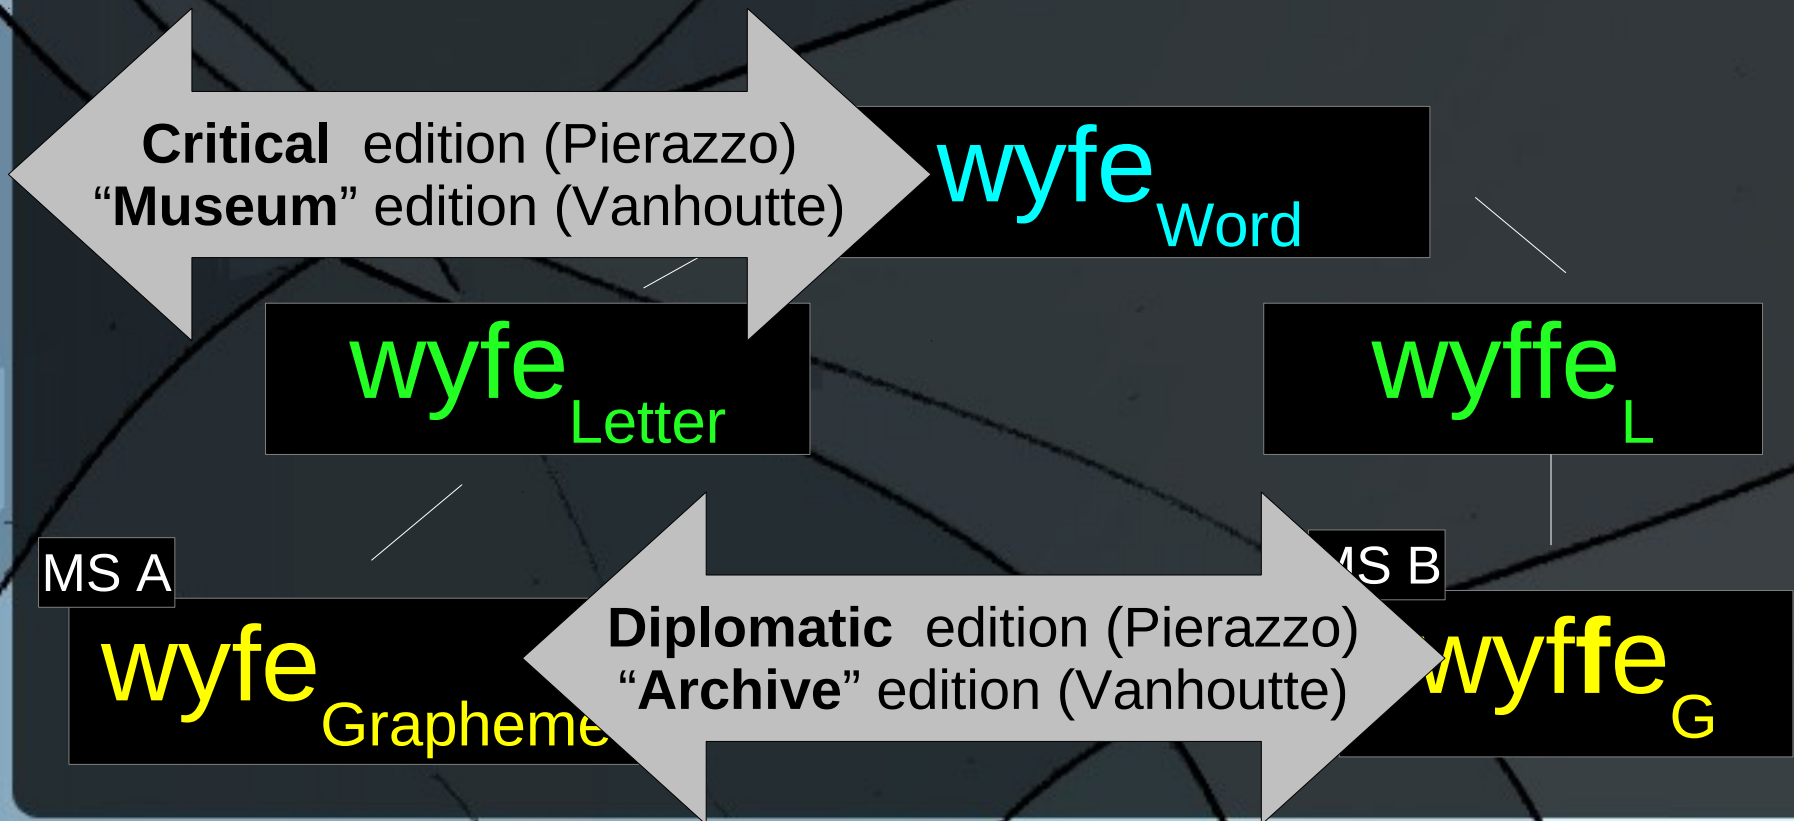 Critical edition (Pierazzo)
“Museum” edition (Vanhoutte)
wyfe Word
wyfe Letter
wyffe L
MS A
MS B
wyfe Grapheme
Diplomatic edition (Pierazzo)
“Archive” edition (Vanhoutte)
wyffe G